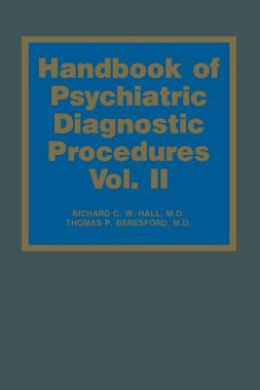 Handbook of
Psychiatric
Diagnostic
Procedures
Vol. II
RICHARD C. W. HALL, M.D.
THOMAS P. BERESFORD, M.D.